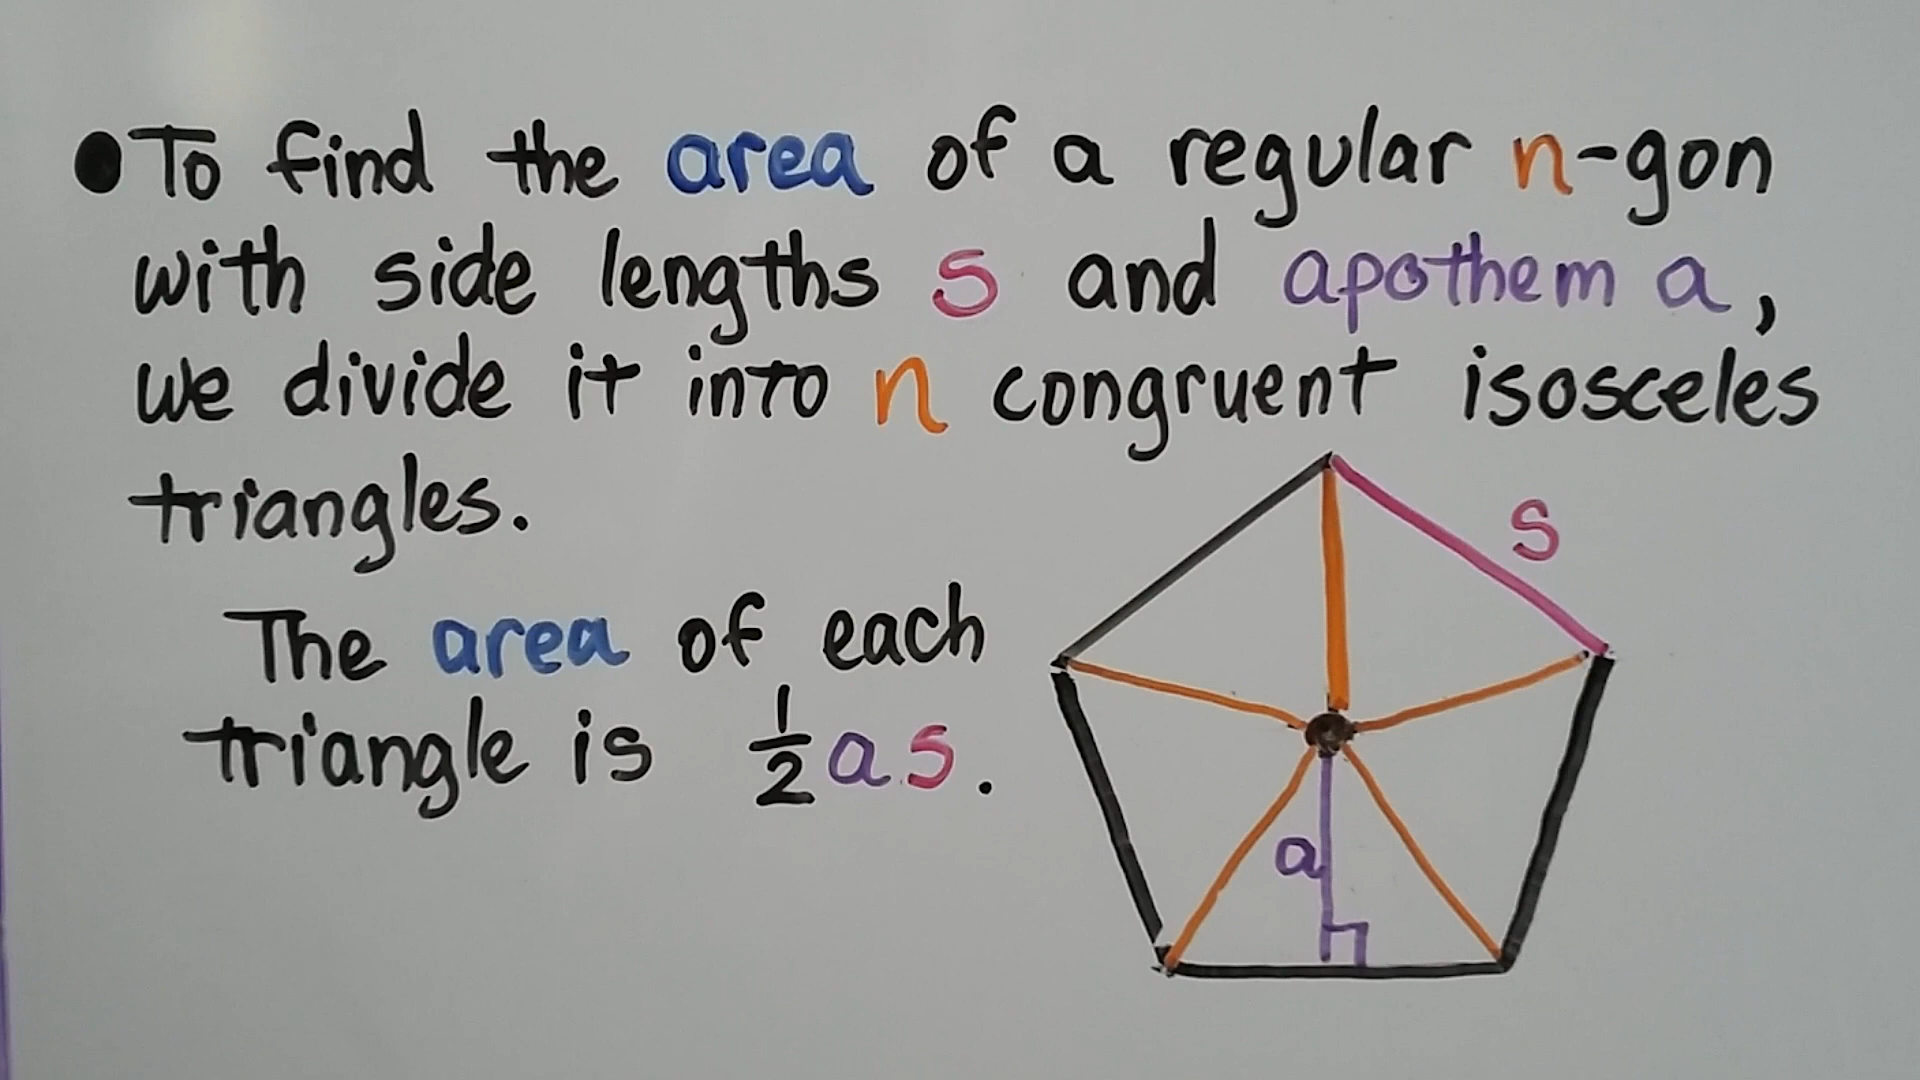 ●To find the area of a regular n-gon
with side lengths s and apothem a,
we divide it into n congruent isosceles
triangles.
The area of each
triangle is ½as.
s
a